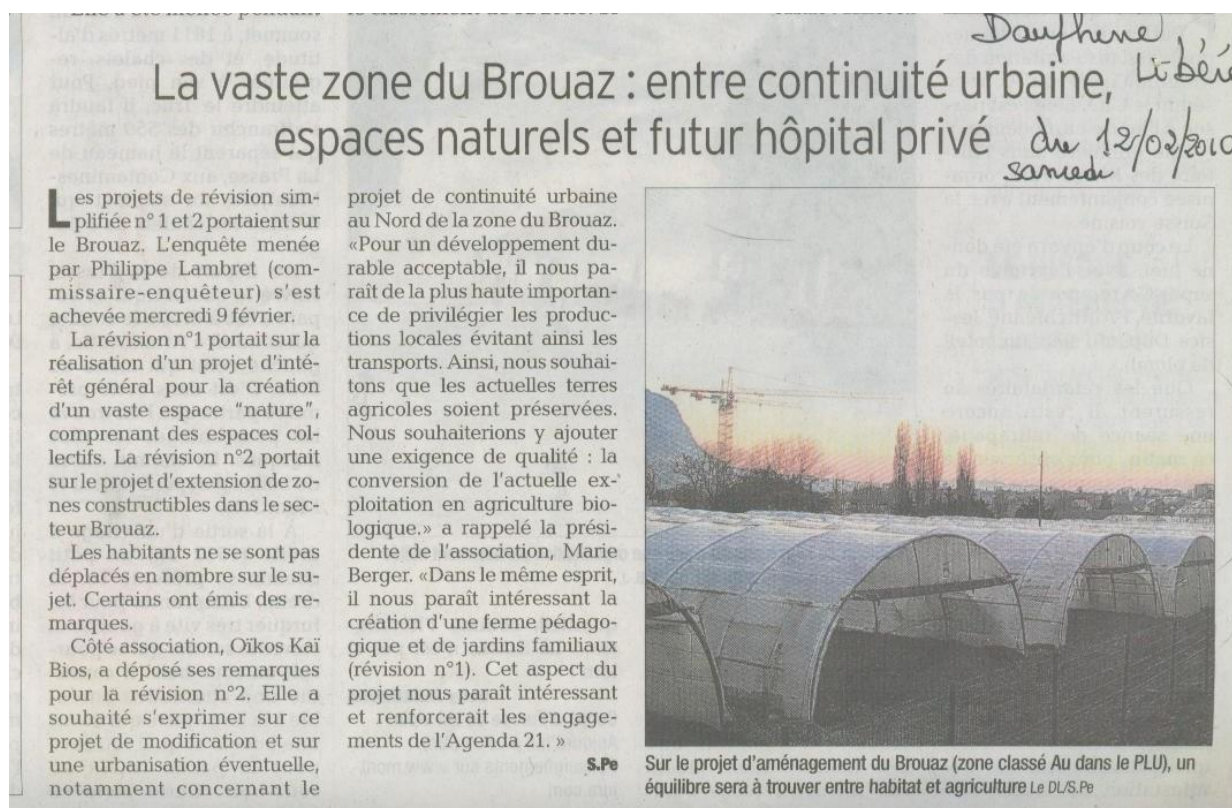 Dauphiné
Libéré
La vaste zone du Brouaz : entre continuité urbaine,
espaces naturels et futur hôpital privé
du 12/02/2010
samedi
Les projets de révision sim-
plifiée n° 1 et 2 portaient sur
le Brouaz. L'enquête menée
par Philippe Lambret (com-
missaire-enquêteur) s'est
achevée mercredi 9 février.
La révision n°1 portait sur la
réalisation d'un projet d'inté-
rêt général pour la création
d'un vaste espace "nature",
comprenant des espaces col-
lectifs. La révision n°2 portait
sur le projet d'extension de zo-
nes constructibles dans le sec-
teur Brouaz.
Les habitants ne se sont pas
déplacés en nombre sur le su-
jet. Certains ont émis des re-
marques.
Côté association, Oïkos Kaï
Bios, a déposé ses remarques
pour la révision n°2. Elle a
souhaité s'exprimer sur ce
projet de modification et sur
une urbanisation éventuelle,
notamment concernant le
projet de continuité urbaine
au Nord de la zone du Brouaz.
«Pour un développement du-
rable acceptable, il nous pa-
raît de la plus haute importan-
ce de privilégier les produc-
tions locales évitant ainsi les
transports. Ainsi, nous souhai-
tons que les actuelles terres
agricoles soient préservées.
Nous souhaiterions y ajouter
une exigence de qualité : la
conversion de l'actuelle ex-
ploitation en agriculture bio-
logique.» a rappelé la prési-
dente de l'association, Marie
Berger. «Dans le même esprit,
il nous paraît intéressant la
création d'une ferme pédago-
gique et de jardins familiaux
(révision n°1). Cet aspect du
projet nous paraît intéressant
et renforcerait les engage-
ments de l'Agenda 21. »
S.Pe
Sur le projet d'aménagement du Brouaz (zone classé Au dans le PLU), un
équilibre sera à trouver entre habitat et agriculture Le DL/S.Pe